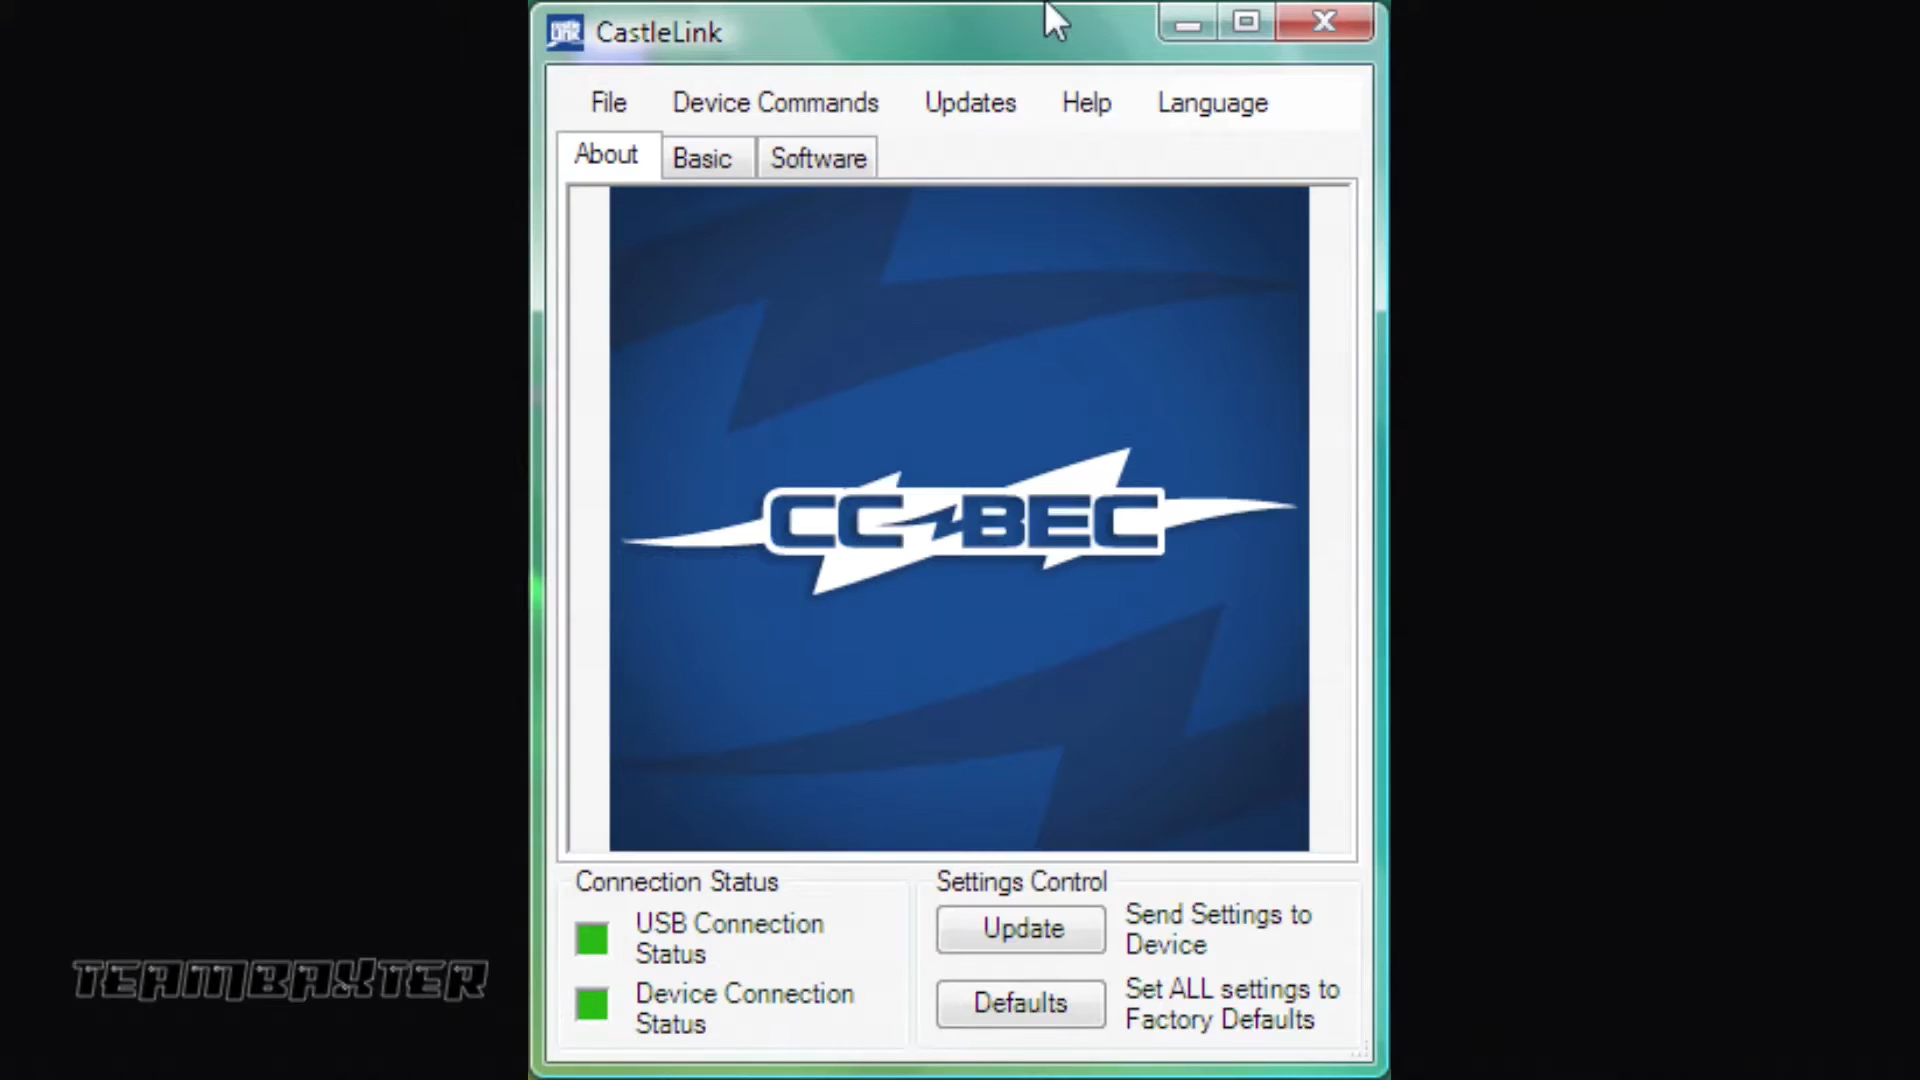 CastleLink
File Device Commands Updates Help Language
About Basic Software
CC BEC
Connection Status
USB Connection
Status
Device Connection
Status
Settings Control
Update
Send Settings to
Device
Defaults
Set ALL settings to
Factory Defaults
TEAMBAXTER